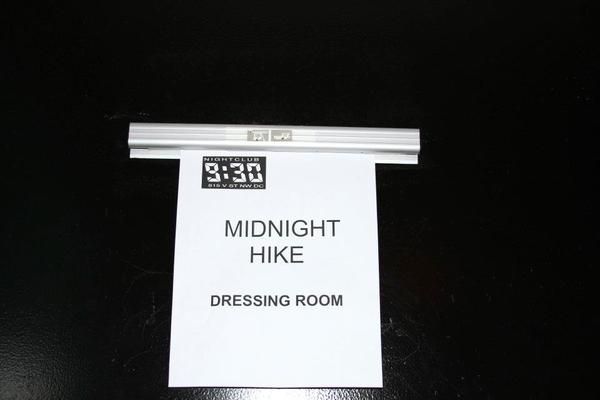 NIGHTCLUB
9:30
815 V ST NW DC
MIDNIGHT
HIKE
DRESSING ROOM